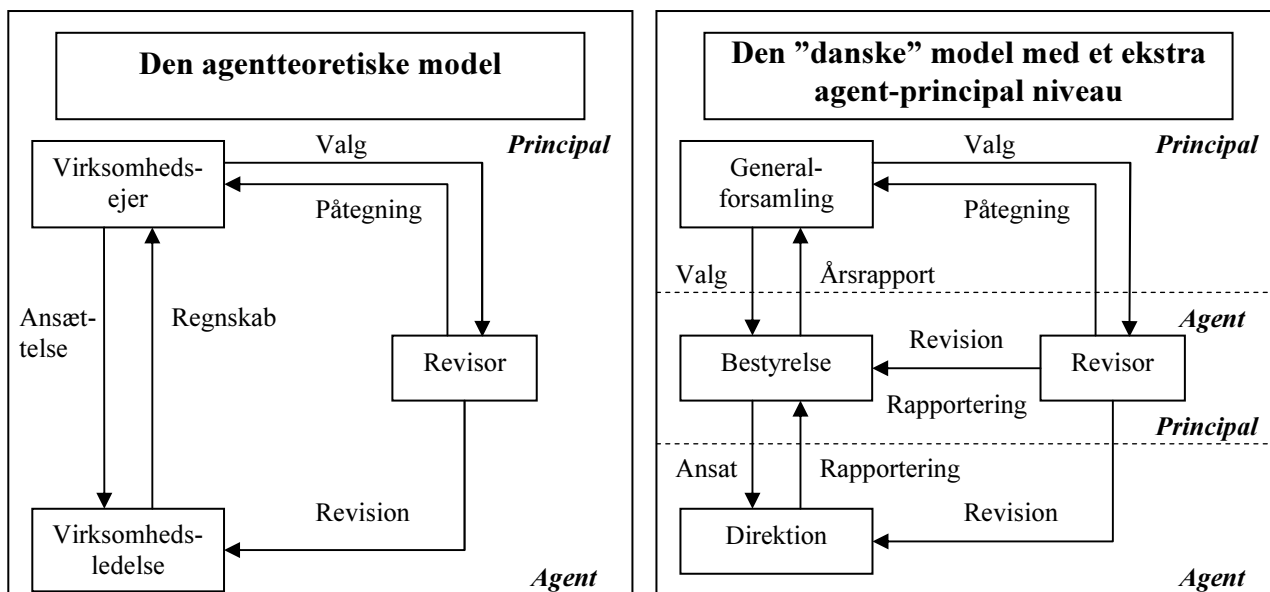 Den agentteoretiske model
Valg
Principal
Virksomheds-
ejer
Påtegning
Ansæt-
telse
Regnskab
Revisor
Revision
Virksomheds-
ledelse
Agent
Den ”danske” model med et ekstra
agent-principal niveau
Valg
Principal
General-
forsamling
Påtegning
Valg
Årsrapport
Agent
Revision
Bestyrelse
Revisor
Rapportering
Principal
Ansat
Rapportering
Revision
Direktion
Agent